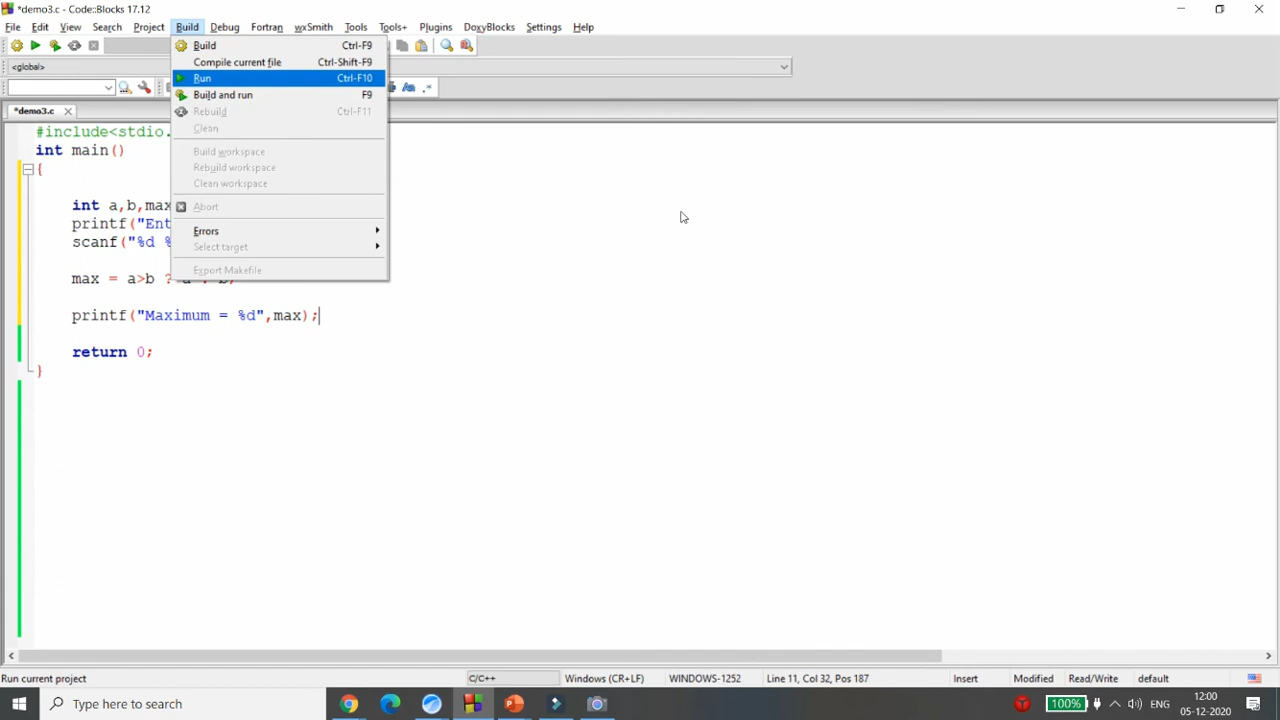 *demo3.c - Code::Blocks 17.12
File Edit View Search Project Build Debug Fortran wxSmith Tools Tools+ Plugins DoxyBlocks Settings Help
<global>
Build Ctrl-F9
Compile current file Ctrl-Shift-F9
Run Ctrl-F10
Build and run F9
Rebuild Ctrl-F11
Clean
Build workspace
Rebuild workspace
Clean workspace
Abort
Errors
Select target
Export Makefile
*demo3.c
#include<stdio.
int main()
{
int a,b,max
printf("Ent
scanf("%d %
max = a>b ? a : b;
printf("Maximum = %d",max);
return 0;
}
Run current project C/C++ Windows (CR+LF) WINDOWS-1252 Line 11, Col 32, Pos 187 Insert Modified Read/Write default
Type here to search 100% ENG 12:00
05-12-2020